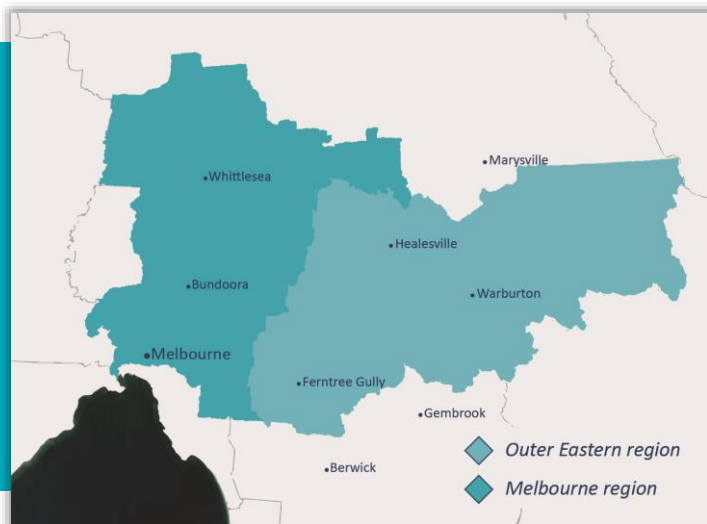 Marysville
Whittlesea
Healesville
Bundoora
Warburton
Melbourne
Ferntree Gully
Gembrook
Outer Eastern region
Berwick
Melbourne region